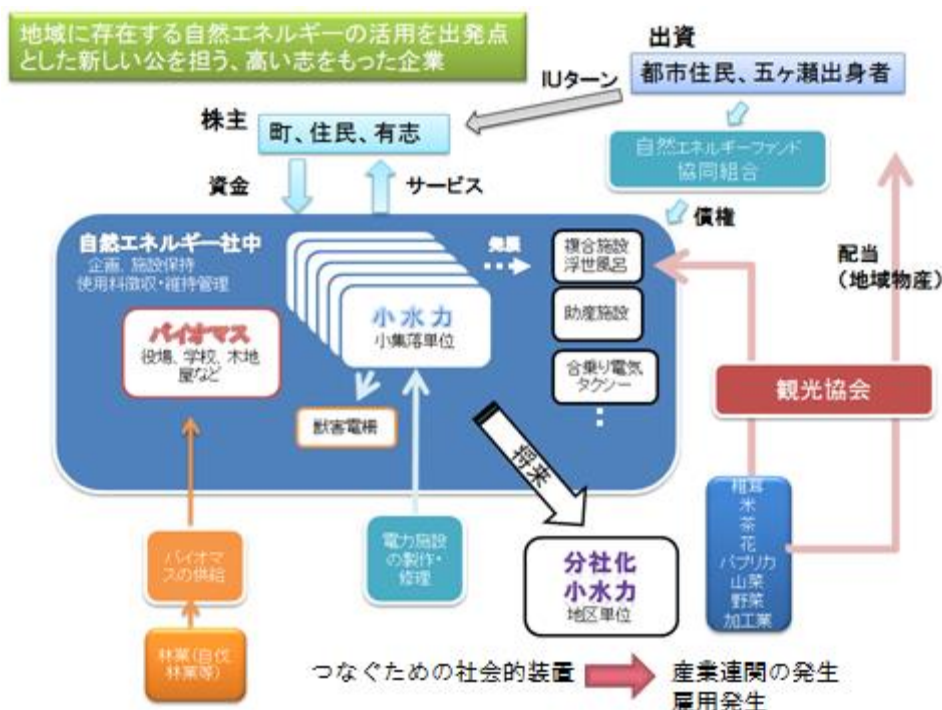 地域に存在する自然エネルギーの活用を出発点
とした新しい公を担う、高い志をもった企業
出資
都市住民、五ヶ瀬出身者
IUターン
株主
町、住民、有志
自然エネルギーファンド
協同組合
資金
サービス
債権
配当
（地域物産）
自然エネルギー社中
企画、施設保持
使用料徴収・維持管理
発展
複合施設
浮世風呂
助産施設
合乗り電気
タクシー
小水力
小集落単位
バイオマス
役場、学校、木地
屋など
獣害電柵
観光協会
将来
バイオマ
スの供給
電力施設
の製作・
修理
分社化
小水力
地区単位
椎茸
米
茶
花
パプリカ
山菜
野菜
加工業
林業(自伐
林業等)
つなぐための社会的装置
産業連関の発生
雇用発生